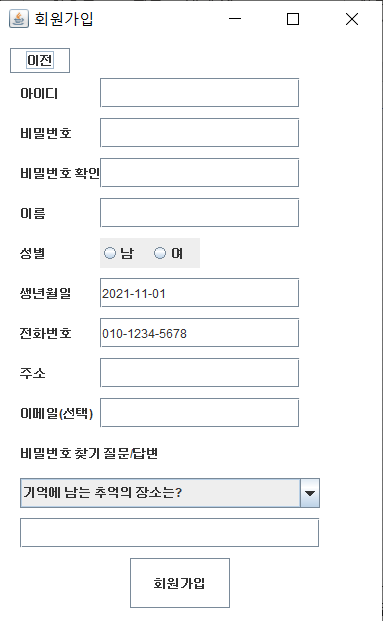 회원가입
이전
아이디
비밀번호
비밀번호 확인
이름
성별 남 여
생년월일 2021-11-01
전화번호 010-1234-5678
주소
이메일(선택)
비밀번호 찾기 질문/답변
기억에 남는 추억의 장소는?
회원가입